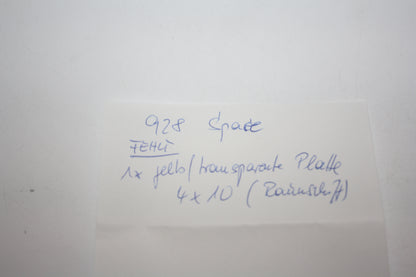 928 Space
FEHLT
1x gelb/transparente Platte
4x10 (Raumschiff)